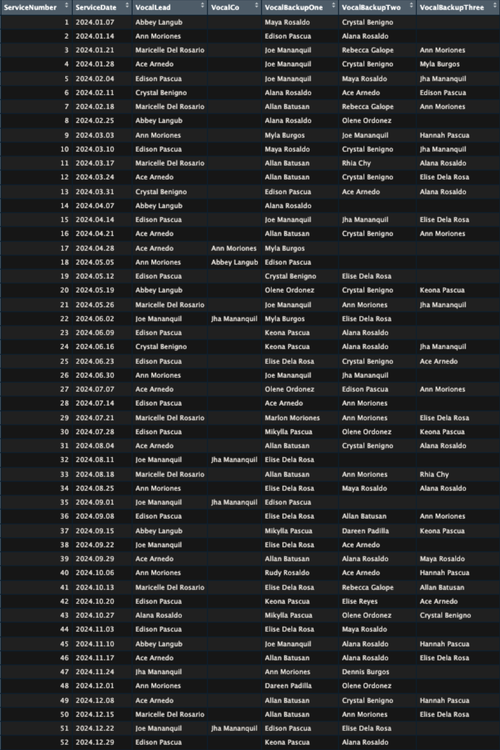 ServiceNumber ServiceDate VocalLead VocalCo VocalBackupOne VocalBackupTwo VocalBackupThree
1 2024.01.07 Abbey Langub Maya Rosaldo Crystal Benigno
2 2024.01.14 Ann Moriones Edison Pascua Alana Rosaldo
3 2024.01.21 Maricelle Del Rosario Joe Mananquil Rebecca Galope Ann Moriones
4 2024.01.28 Ace Arnedo Joe Mananquil Crystal Benigno Myla Burgos
5 2024.02.04 Edison Pascua Joe Mananquil Maya Rosaldo Jha Mananquil
6 2024.02.11 Crystal Benigno Alana Rosaldo Ace Arnedo Edison Pascua
7 2024.02.18 Maricelle Del Rosario Allan Batusan Rebecca Galope Ann Moriones
8 2024.02.25 Abbey Langub Alana Rosaldo Olene Ordonez
9 2024.03.03 Ann Moriones Myla Burgos Joe Mananquil Hannah Pascua
10 2024.03.10 Edison Pascua Maya Rosaldo Crystal Benigno Jha Mananquil
11 2024.03.17 Maricelle Del Rosario Allan Batusan Rhia Chy Alana Rosaldo
12 2024.03.24 Ace Arnedo Allan Batusan Crystal Benigno Elise Dela Rosa
13 2024.03.31 Crystal Benigno Edison Pascua Ace Arnedo Alana Rosaldo
14 2024.04.07 Abbey Langub Alana Rosaldo
15 2024.04.14 Edison Pascua Joe Mananquil Jha Mananquil Elise Dela Rosa
16 2024.04.21 Ace Arnedo Allan Batusan Crystal Benigno Ann Moriones
17 2024.04.28 Ace Arnedo Ann Moriones Myla Burgos
18 2024.05.05 Ann Moriones Abbey Langub Edison Pascua
19 2024.05.12 Edison Pascua Crystal Benigno Elise Dela Rosa
20 2024.05.19 Abbey Langub Olene Ordonez Crystal Benigno Keona Pascua
21 2024.05.26 Maricelle Del Rosario Joe Mananquil Ann Moriones Jha Mananquil
22 2024.06.02 Joe Mananquil Jha Mananquil Myla Burgos Elise Dela Rosa
23 2024.06.09 Edison Pascua Keona Pascua Alana Rosaldo
24 2024.06.16 Crystal Benigno Keona Pascua Alana Rosaldo Jha Mananquil
25 2024.06.23 Edison Pascua Elise Dela Rosa Crystal Benigno Ace Arnedo
26 2024.06.30 Ann Moriones Joe Mananquil Jha Mananquil
27 2024.07.07 Ace Arnedo Olene Ordonez Edison Pascua Ann Moriones
28 2024.07.14 Edison Pascua Ace Arnedo Ann Moriones
29 2024.07.21 Maricelle Del Rosario Marlon Moriones Ann Moriones Elise Dela Rosa
30 2024.07.28 Edison Pascua Mikylla Pascua Olene Ordonez Keona Pascua
31 2024.08.04 Ace Arnedo Allan Batusan Crystal Benigno Alana Rosaldo
32 2024.08.11 Joe Mananquil Jha Mananquil Elise Dela Rosa
33 2024.08.18 Maricelle Del Rosario Allan Batusan Ann Moriones Rhia Chy
34 2024.08.25 Ann Moriones Elise Dela Rosa Maya Rosaldo Alana Rosaldo
35 2024.09.01 Joe Mananquil Jha Mananquil Edison Pascua
36 2024.09.08 Edison Pascua Elise Dela Rosa Allan Batusan Ann Moriones
37 2024.09.15 Abbey Langub Mikylla Pascua Dareen Padilla Keona Pascua
38 2024.09.22 Joe Mananquil Elise Dela Rosa Ace Arnedo
39 2024.09.29 Ace Arnedo Allan Batusan Alana Rosaldo Maya Rosaldo
40 2024.10.06 Ann Moriones Rudy Rosaldo Ace Arnedo Hannah Pascua
41 2024.10.13 Maricelle Del Rosario Elise Dela Rosa Rebecca Galope Allan Batusan
42 2024.10.20 Edison Pascua Keona Pascua Elise Reyes Ace Arnedo
43 2024.10.27 Alana Rosaldo Mikylla Pascua Olene Ordonez Crystal Benigno
44 2024.11.03 Edison Pascua Elise Dela Rosa Maya Rosaldo
45 2024.11.10 Abbey Langub Joe Mananquil Alana Rosaldo Hannah Pascua
46 2024.11.17 Ace Arnedo Allan Batusan Alana Rosaldo Elise Dela Rosa
47 2024.11.24 Jha Mananquil Ann Moriones Dennis Burgos
48 2024.12.01 Ann Moriones Dareen Padilla Olene Ordonez
49 2024.12.08 Ace Arnedo Allan Batusan Crystal Benigno Hannah Pascua
50 2024.12.15 Maricelle Del Rosario Allan Batusan Ann Moriones Elise Dela Rosa
51 2024.12.22 Joe Mananquil Jha Mananquil Edison Pascua Elise Dela Rosa
52 2024.12.29 Edison Pascua Keona Pascua Alana Rosaldo